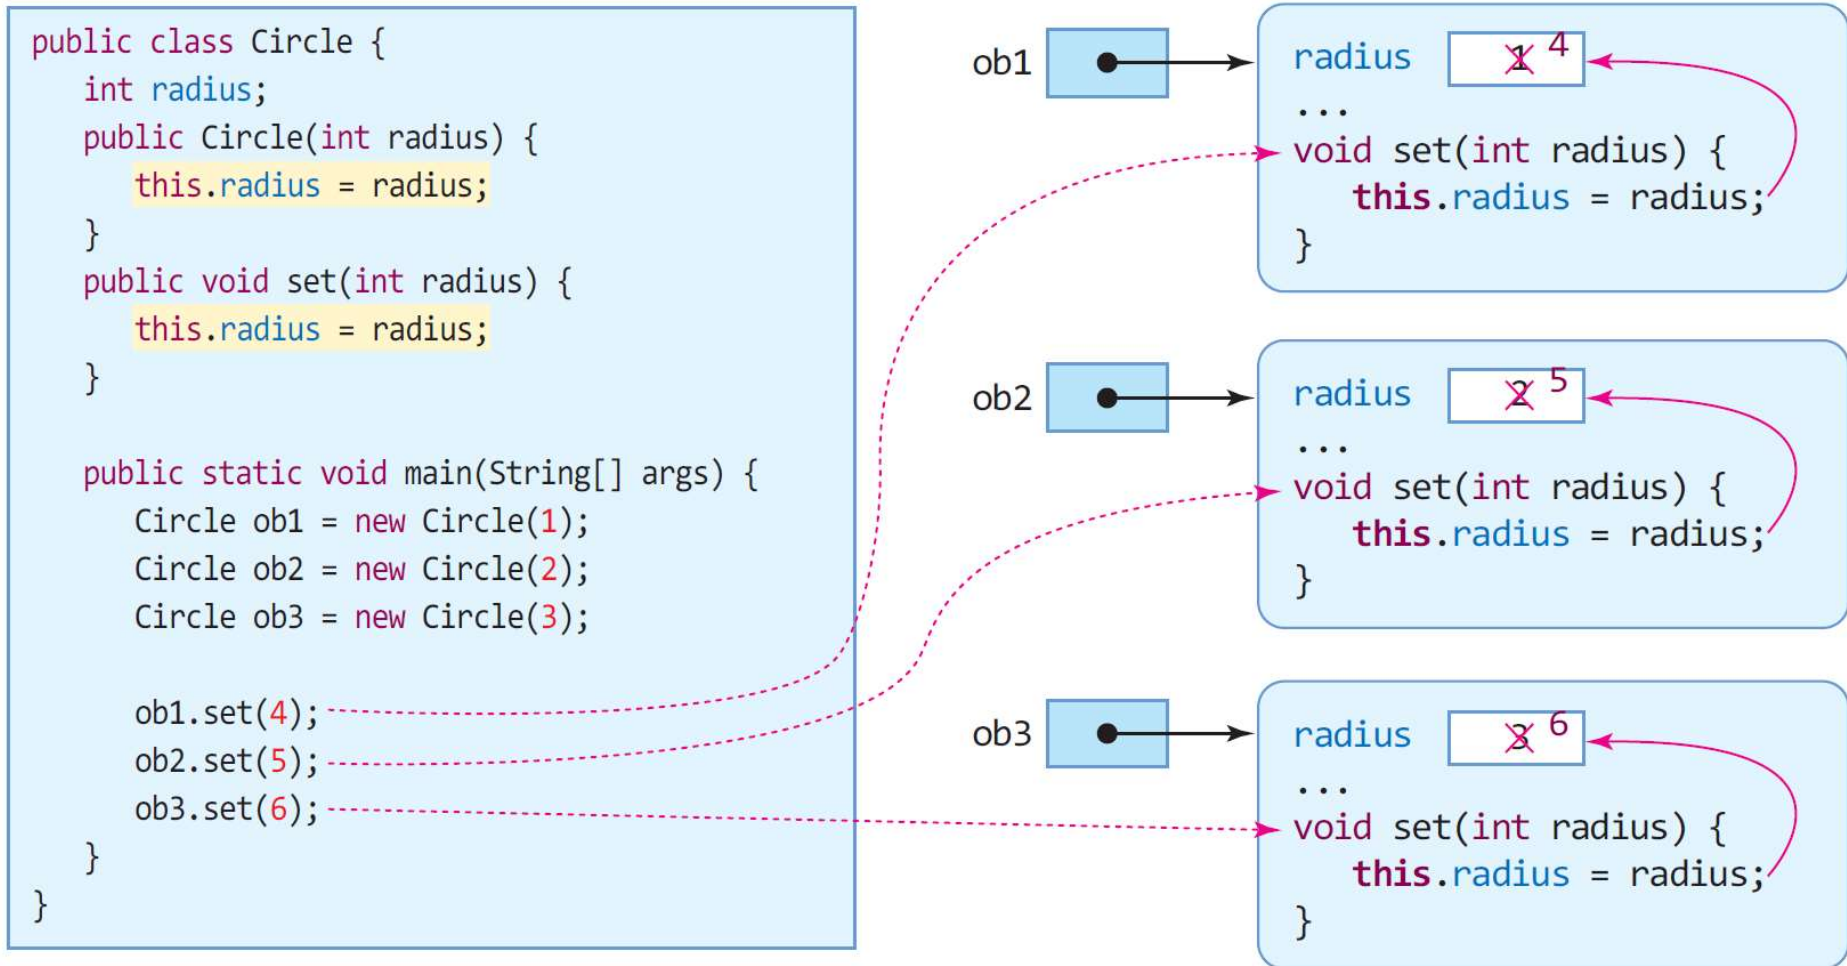 public class Circle {
int radius;
public Circle(int radius) {
this.radius = radius;
}
public void set(int radius) {
this.radius = radius;
}
public static void main(String[] args) {
Circle ob1 = new Circle(1);
Circle ob2 = new Circle(2);
Circle ob3 = new Circle(3);
ob1.set(4);
ob2.set(5);
ob3.set(6);
}
}
ob1
radius 1 4
...
void set(int radius) {
this.radius = radius;
}
ob2
radius 2 5
...
void set(int radius) {
this.radius = radius;
}
ob3
radius 3 6
...
void set(int radius) {
this.radius = radius;
}